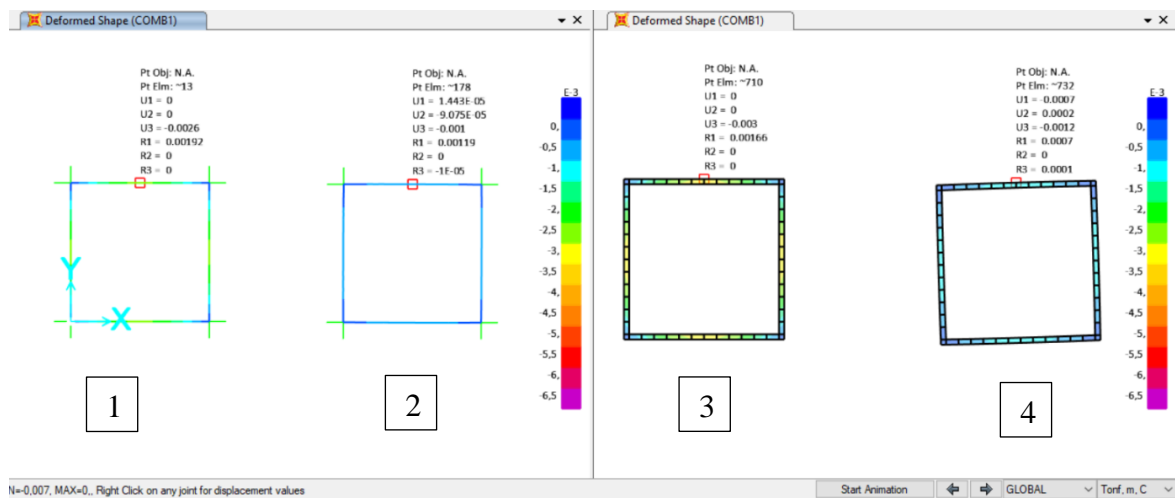 Deformed Shape (COMB1)
Deformed Shape (COMB1)
Pt Obj: N.A.
Pt Elm: ~13
U1 = 0
U2 = 0
U3 = -0.0026
R1 = 0.00192
R2 = 0
R3 = 0
Pt Obj: N.A.
Pt Elm: ~178
U1 = 1.443E-05
U2 = -9.075E-05
U3 = -0.001
R1 = 0.00119
R2 = 0
R3 = -1E-05
E-3
0,
-0,5
-1,
-1,5
-2,
-2,5
-3,
-3,5
-4,
-4,5
-5,
-5,5
-6,
-6,5
Y
X
1
2
Pt Obj: N.A.
Pt Elm: ~710
U1 = 0
U2 = 0
U3 = -0.003
R1 = 0.00166
R2 = 0
R3 = 0
Pt Obj: N.A.
Pt Elm: ~732
U1 = -0.0007
U2 = 0.0002
U3 = -0.0012
R1 = 0.0007
R2 = 0
R3 = 0.0001
E-3
0,
-0,5
-1,
-1,5
-2,
-2,5
-3,
-3,5
-4,
-4,5
-5,
-5,5
-6,
-6,5
3
4
N=-0,007, MAX=0,, Right Click on any joint for displacement values
Start Animation
GLOBAL
Tonf, m, C